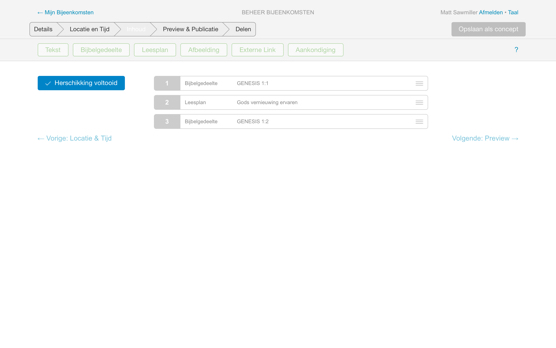 ← Mijn Bijeenkomsten
BEHEER BIJEENKOMSTEN
Matt Sawmiller Afmelden • Taal
Details
Locatie en Tijd
Preview & Publicatie
Delen
Opslaan als concept
Tekst
Bijbelgedeelte
Leesplan
Afbeelding
Externe Link
Aankondiging
?
✓ Herschikking voltooid
1 Bijbelgedeelte GENESIS 1:1
2 Leesplan Gods vernieuwing ervaren
3 Bijbelgedeelte GENESIS 1:2
← Vorige: Locatie & Tijd
Volgende: Preview →